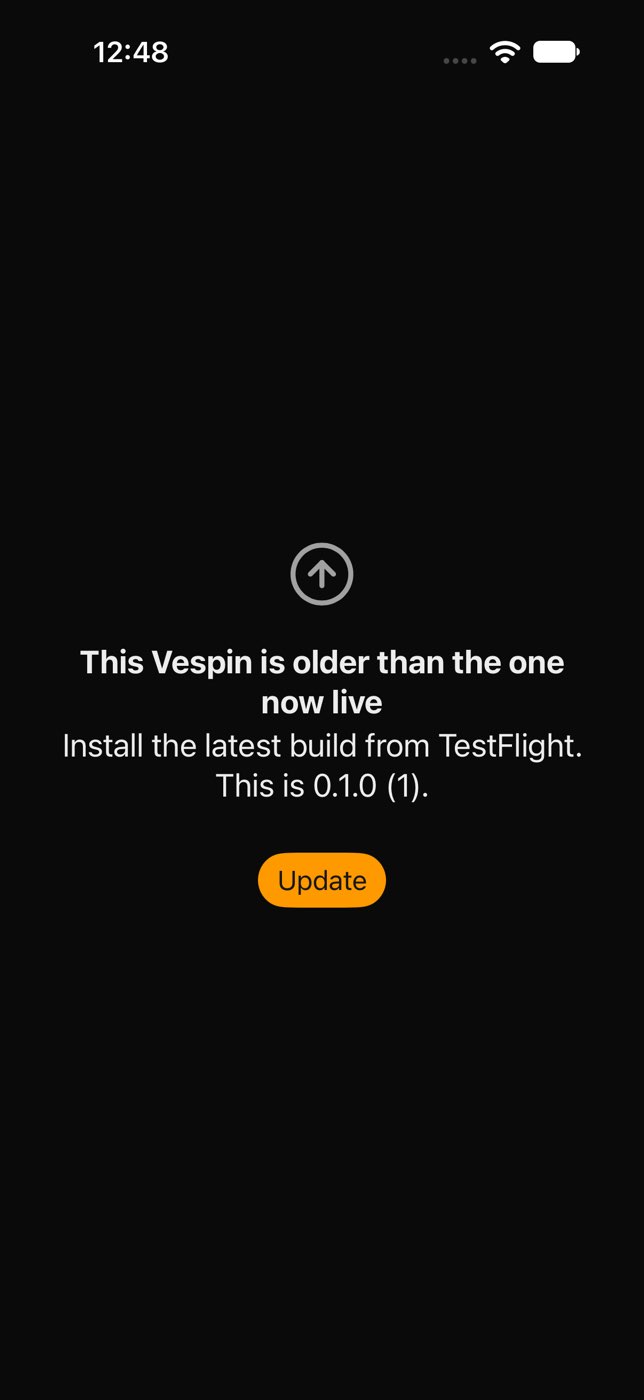 12:48
This Vespin is older than the one
now live
Install the latest build from TestFlight.
This is 0.1.0 (1).
Update